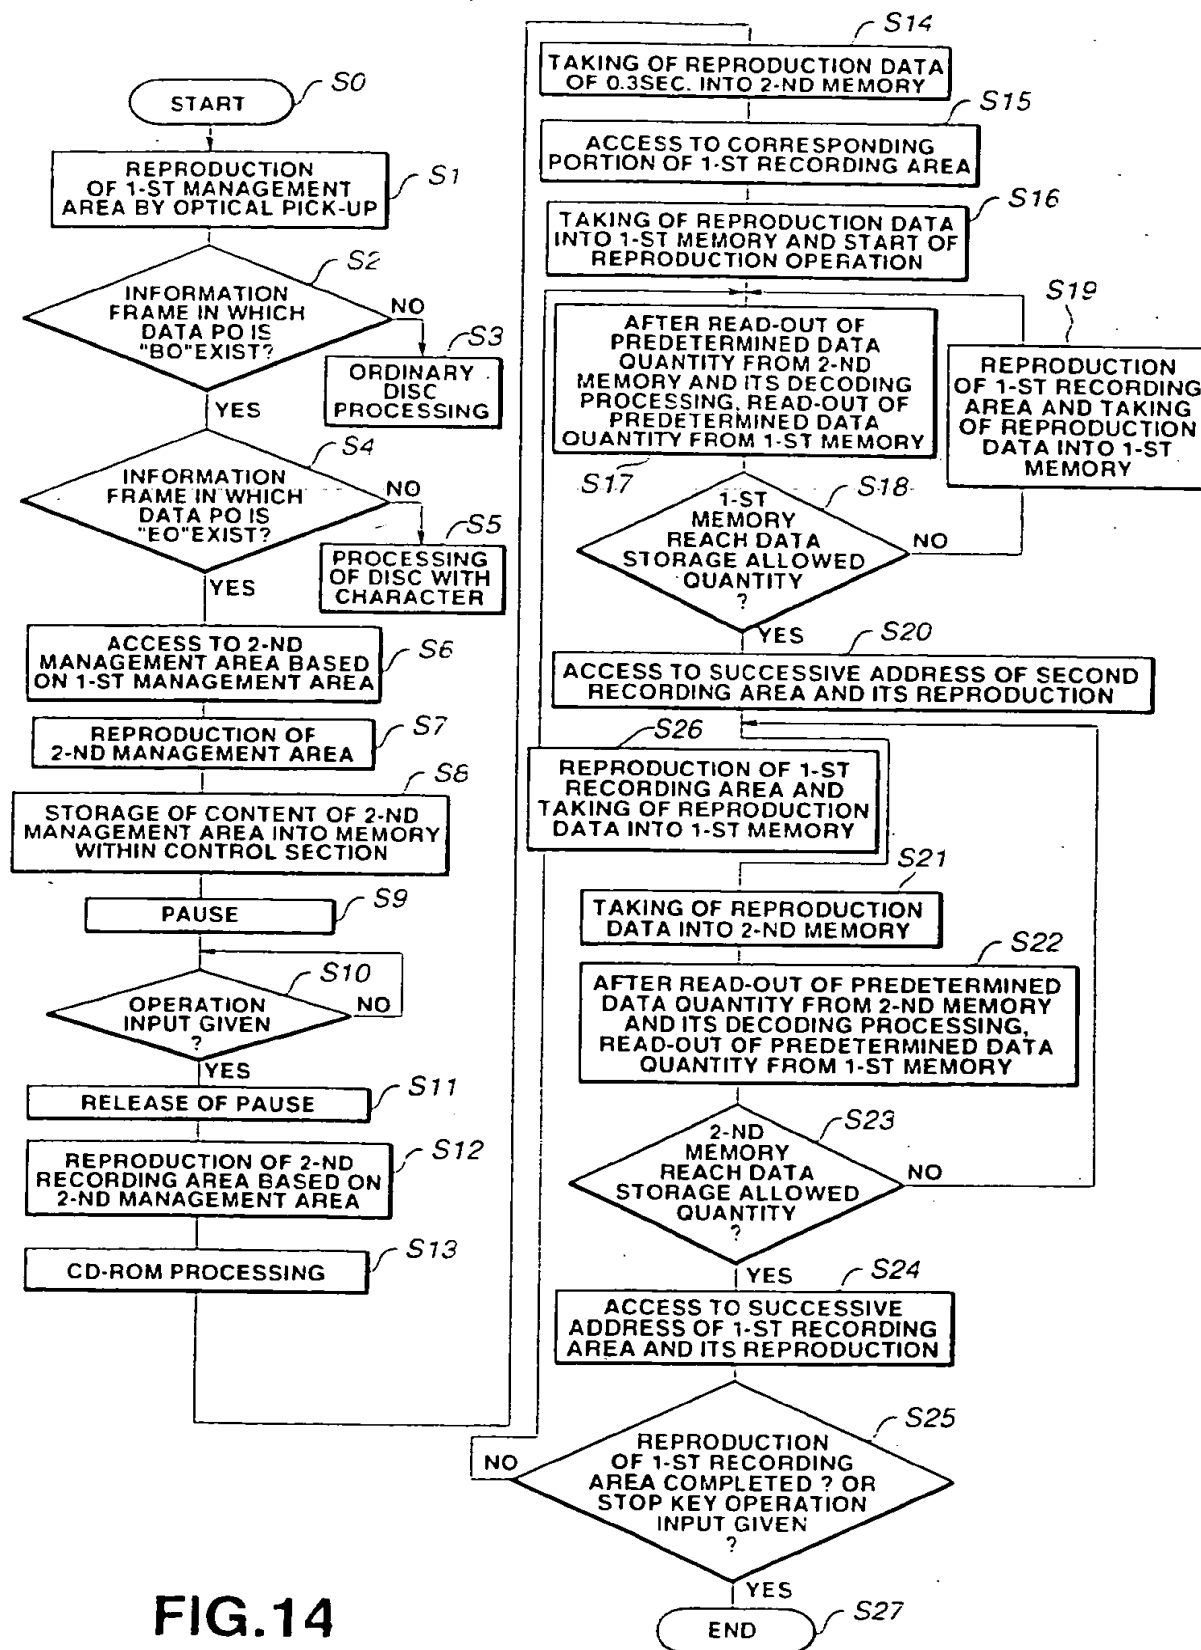 S0
START
REPRODUCTION
OF 1-ST MANAGEMENT
AREA BY OPTICAL PICK-UP
S1
S2
INFORMATION
FRAME IN WHICH
DATA PO IS
"BO"EXIST?
NO
S3
ORDINARY
DISC
PROCESSING
YES
S4
INFORMATION
FRAME IN WHICH
DATA PO IS
"EO"EXIST?
NO
S5
PROCESSING
OF DISC WITH
CHARACTER
YES
ACCESS TO 2-ND
MANAGEMENT AREA BASED
ON 1-ST MANAGEMENT AREA
S6
REPRODUCTION OF
2-ND MANAGEMENT AREA
S7
S8
STORAGE OF CONTENT OF 2-ND
MANAGEMENT AREA INTO MEMORY
WITHIN CONTROL SECTION
PAUSE
S9
S10
OPERATION
INPUT GIVEN
?
NO
YES
RELEASE OF PAUSE
S11
REPRODUCTION OF 2-ND
RECORDING AREA BASED ON
2-ND MANAGEMENT AREA
S12
CD-ROM PROCESSING
S13
S14
TAKING OF REPRODUCTION DATA
OF 0.3SEC. INTO 2-ND MEMORY
S15
ACCESS TO CORRESPONDING
PORTION OF 1-ST RECORDING AREA
S16
TAKING OF REPRODUCTION DATA
INTO 1-ST MEMORY AND START OF
REPRODUCTION OPERATION
AFTER READ-OUT OF
PREDETERMINED DATA
QUANTITY FROM 2-ND
MEMORY AND ITS DECODING
PROCESSING, READ-OUT OF
PREDETERMINED DATA
QUANTITY FROM 1-ST MEMORY
S17
S19
REPRODUCTION
OF 1-ST RECORDING
AREA AND TAKING
OF REPRODUCTION
DATA INTO 1-ST
MEMORY
S18
1-ST
MEMORY
REACH DATA
STORAGE ALLOWED
QUANTITY
?
NO
YES
S20
ACCESS TO SUCCESSIVE ADDRESS OF SECOND
RECORDING AREA AND ITS REPRODUCTION
S26
REPRODUCTION OF 1-ST
RECORDING AREA AND
TAKING OF REPRODUCTION
DATA INTO 1-ST MEMORY
S21
TAKING OF REPRODUCTION
DATA INTO 2-ND MEMORY
S22
AFTER READ-OUT OF PREDETERMINED
DATA QUANTITY FROM 2-ND MEMORY
AND ITS DECODING PROCESSING,
READ-OUT OF PREDETERMINED DATA
QUANTITY FROM 1-ST MEMORY
S23
2-ND
MEMORY
REACH DATA
STORAGE ALLOWED
QUANTITY
?
NO
YES
S24
ACCESS TO SUCCESSIVE
ADDRESS OF 1-ST RECORDING
AREA AND ITS REPRODUCTION
S25
REPRODUCTION
OF 1-ST RECORDING
AREA COMPLETED ? OR
STOP KEY OPERATION
INPUT GIVEN
?
NO
YES
END
S27
FIG.14